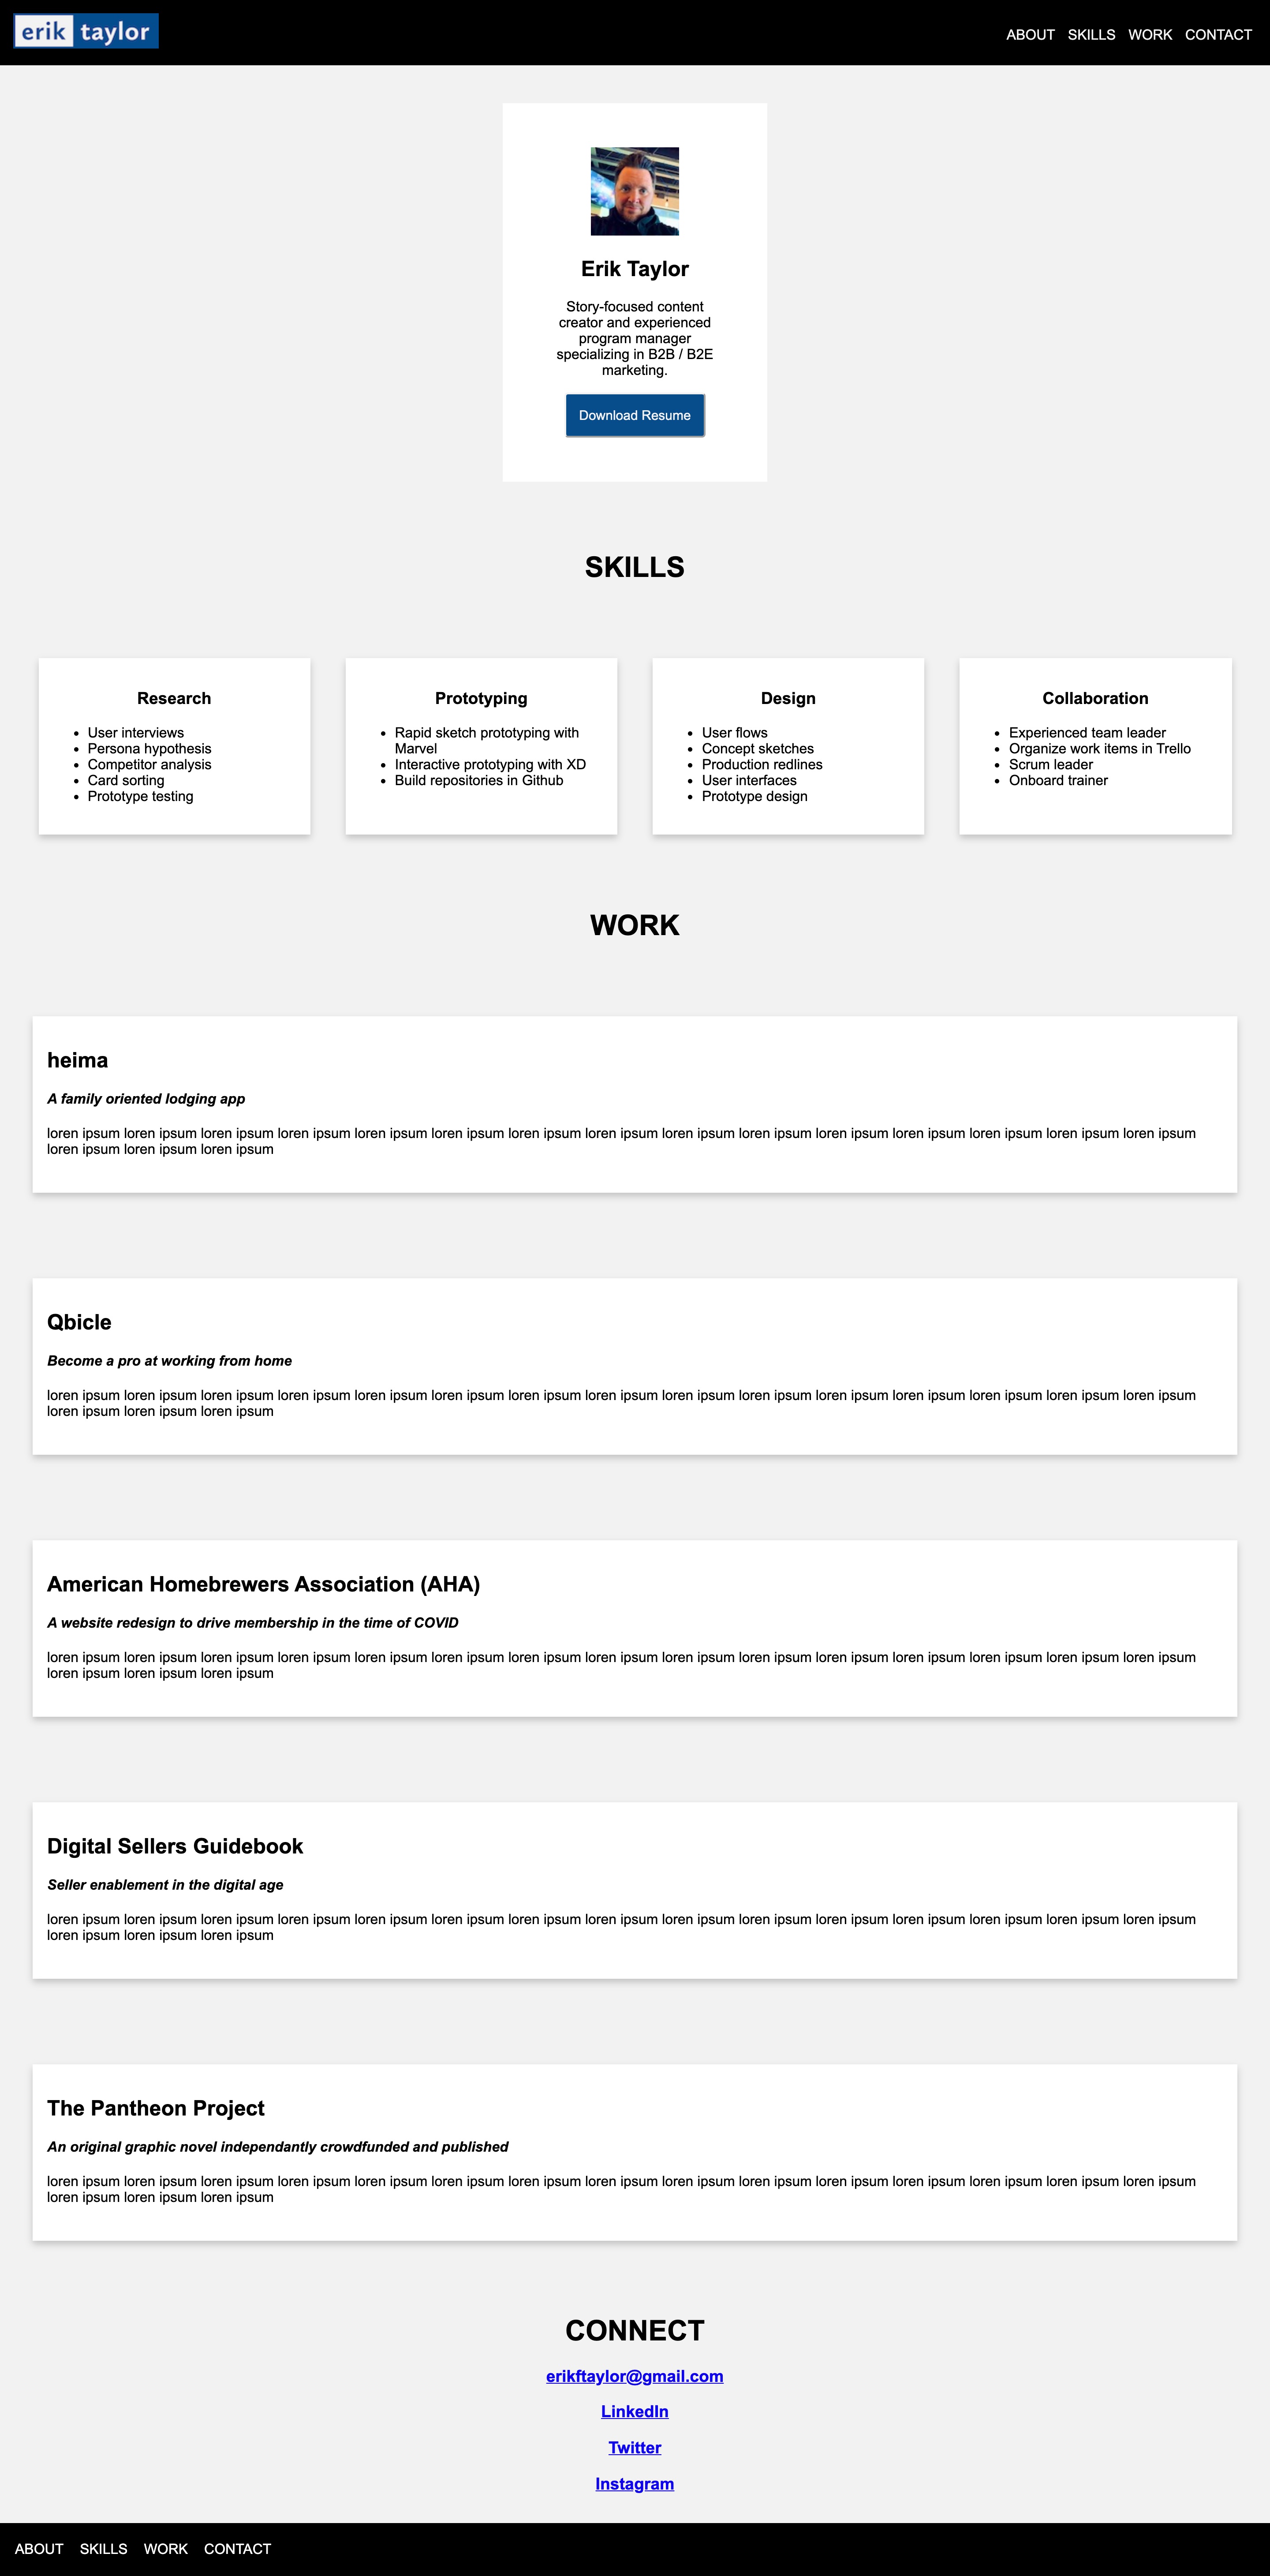 erik taylor
ABOUT SKILLS WORK CONTACT
Erik Taylor
Story-focused content
creator and experienced
program manager
specializing in B2B / B2E
marketing.
Download Resume
SKILLS
Research
• User interviews
• Persona hypothesis
• Competitor analysis
• Card sorting
• Prototype testing
Prototyping
• Rapid sketch prototyping with
Marvel
• Interactive prototyping with XD
• Build repositories in Github
Design
• User flows
• Concept sketches
• Production redlines
• User interfaces
• Prototype design
Collaboration
• Experienced team leader
• Organize work items in Trello
• Scrum leader
• Onboard trainer
WORK
heima
A family oriented lodging app
loren ipsum loren ipsum loren ipsum loren ipsum loren ipsum loren ipsum loren ipsum loren ipsum loren ipsum loren ipsum loren ipsum loren ipsum loren ipsum loren ipsum loren ipsum
loren ipsum loren ipsum loren ipsum
Qbicle
Become a pro at working from home
loren ipsum loren ipsum loren ipsum loren ipsum loren ipsum loren ipsum loren ipsum loren ipsum loren ipsum loren ipsum loren ipsum loren ipsum loren ipsum loren ipsum loren ipsum
loren ipsum loren ipsum loren ipsum
American Homebrewers Association (AHA)
A website redesign to drive membership in the time of COVID
loren ipsum loren ipsum loren ipsum loren ipsum loren ipsum loren ipsum loren ipsum loren ipsum loren ipsum loren ipsum loren ipsum loren ipsum loren ipsum loren ipsum loren ipsum
loren ipsum loren ipsum loren ipsum
Digital Sellers Guidebook
Seller enablement in the digital age
loren ipsum loren ipsum loren ipsum loren ipsum loren ipsum loren ipsum loren ipsum loren ipsum loren ipsum loren ipsum loren ipsum loren ipsum loren ipsum loren ipsum loren ipsum
loren ipsum loren ipsum loren ipsum
The Pantheon Project
An original graphic novel independantly crowdfunded and published
loren ipsum loren ipsum loren ipsum loren ipsum loren ipsum loren ipsum loren ipsum loren ipsum loren ipsum loren ipsum loren ipsum loren ipsum loren ipsum loren ipsum loren ipsum
loren ipsum loren ipsum loren ipsum
CONNECT
erikftaylor@gmail.com
LinkedIn
Twitter
Instagram
ABOUT SKILLS WORK CONTACT